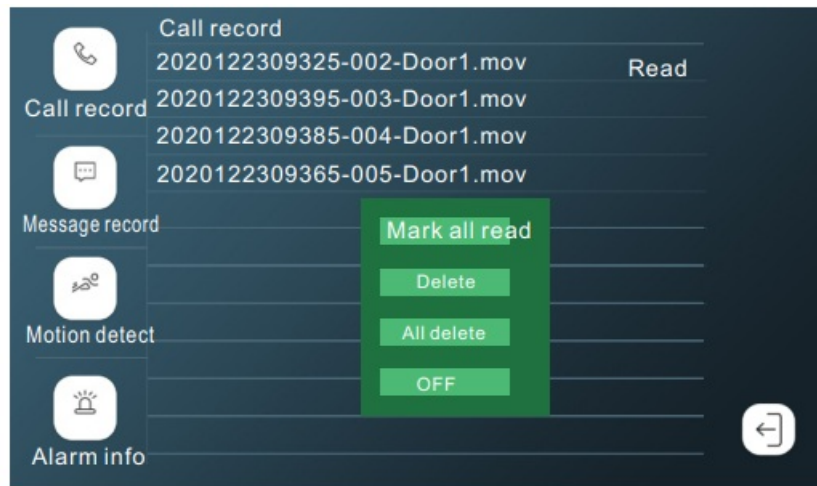 Call record
2020122309325-002-Door1.mov Read
Call record
2020122309395-003-Door1.mov
2020122309385-004-Door1.mov
2020122309365-005-Door1.mov
Message record
Mark all read
Delete
Motion detect
All delete
OFF
Alarm info